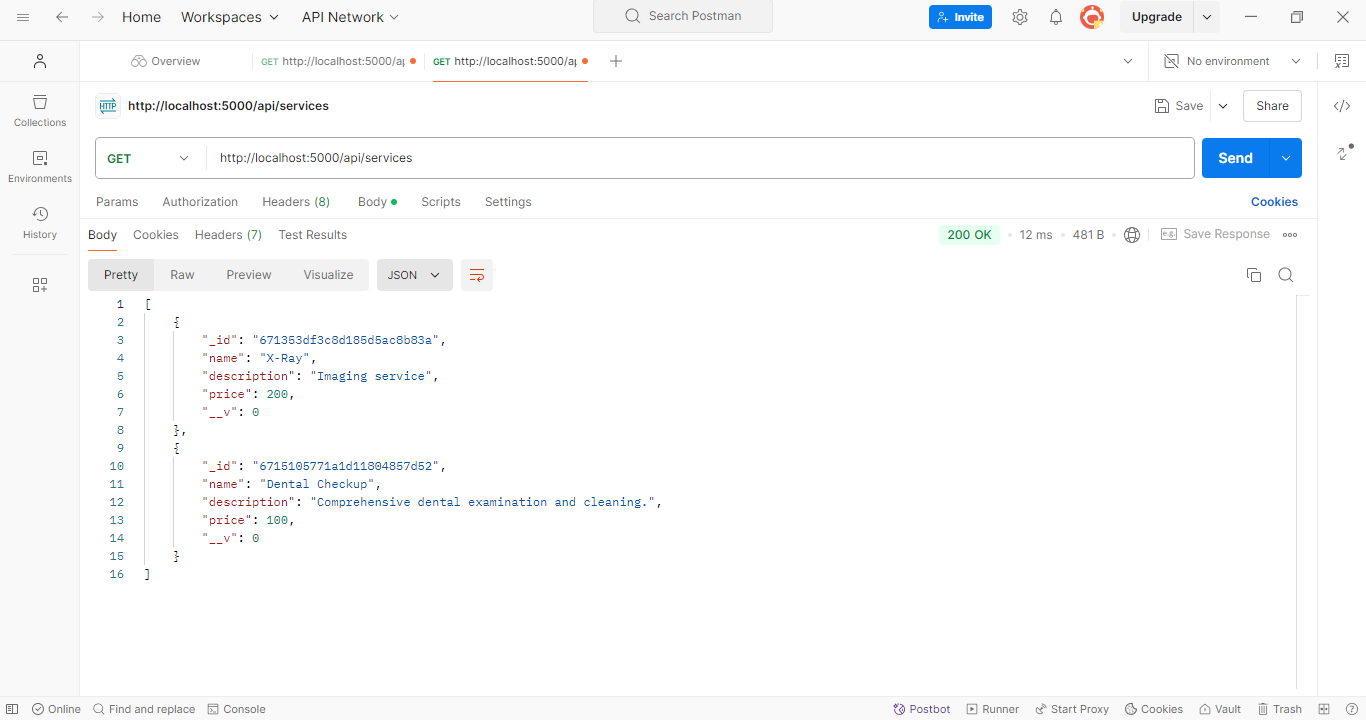 Home Workspaces API Network Search Postman Invite Upgrade
Overview GET http://localhost:5000/a GET http://localhost:5000/a No environment
HTTP http://localhost:5000/api/services Save Share
Collections
GET http://localhost:5000/api/services Send
Environments
Params Authorization Headers (8) Body Scripts Settings Cookies
History
Body Cookies Headers (7) Test Results 200 OK 12 ms 481 B e.g. Save Response
Pretty Raw Preview Visualize JSON
1 [
2 {
3 "_id": "671353df3c8d185d5ac8b83a",
4 "name": "X-Ray",
5 "description": "Imaging service",
6 "price": 200,
7 "__v": 0
8 },
9 {
10 "_id": "6715105771a1d11804857d52",
11 "name": "Dental Checkup",
12 "description": "Comprehensive dental examination and cleaning.",
13 "price": 100,
14 "__v": 0
15 }
16 ]
Online Find and replace Console Postbot Runner Start Proxy Cookies Vault Trash